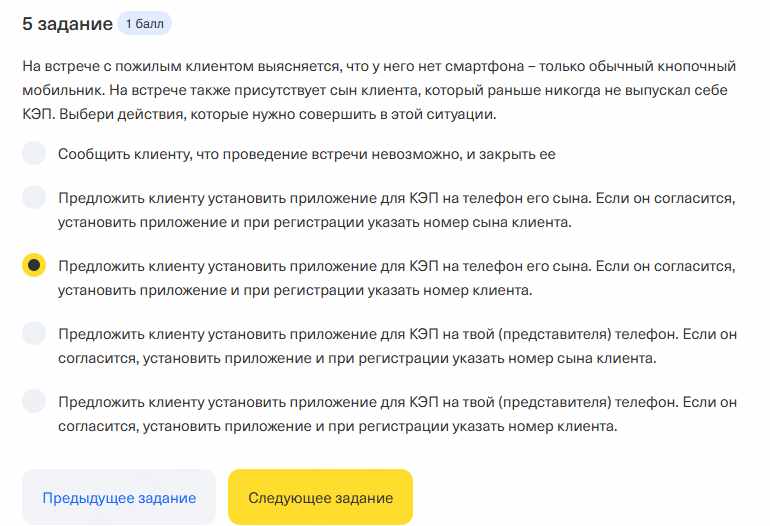 5 задание 1 балл
На встрече с пожилым клиентом выясняется, что у него нет смартфона – только обычный кнопочный
мобильник. На встрече также присутствует сын клиента, который раньше никогда не выпускал себе
КЭП. Выбери действия, которые нужно совершить в этой ситуации.
Сообщить клиенту, что проведение встречи невозможно, и закрыть ее
Предложить клиенту установить приложение для КЭП на телефон его сына. Если он согласится,
установить приложение и при регистрации указать номер сына клиента.
Предложить клиенту установить приложение для КЭП на телефон его сына. Если он согласится,
установить приложение и при регистрации указать номер клиента.
Предложить клиенту установить приложение для КЭП на твой (представителя) телефон. Если он
согласится, установить приложение и при регистрации указать номер сына клиента.
Предложить клиенту установить приложение для КЭП на твой (представителя) телефон. Если он
согласится, установить приложение и при регистрации указать номер клиента.
Предыдущее задание Следующее задание